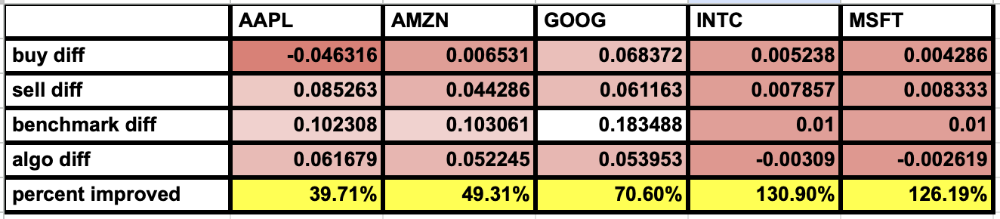 AAPL AMZN GOOG INTC MSFT
buy diff -0.046316 0.006531 0.068372 0.005238 0.004286
sell diff 0.085263 0.044286 0.061163 0.007857 0.008333
benchmark diff 0.102308 0.103061 0.183488 0.01 0.01
algo diff 0.061679 0.052245 0.053953 -0.00309 -0.002619
percent improved 39.71% 49.31% 70.60% 130.90% 126.19%